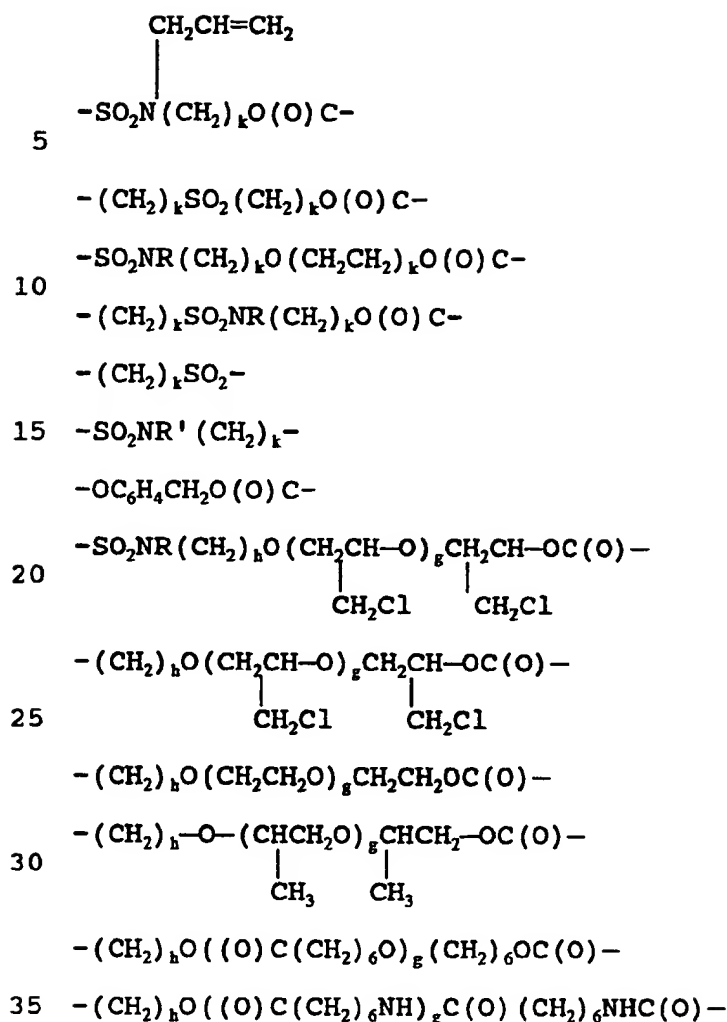 CH₂CH=CH₂
-SO₂N(CH₂)ₖO(O)C-
5
-(CH₂)ₖSO₂(CH₂)ₖO(O)C-
-SO₂NR(CH₂)ₖO(CH₂CH₂)ₖO(O)C-
10
-(CH₂)ₖSO₂NR(CH₂)ₖO(O)C-
-(CH₂)ₖSO₂-
15 -SO₂NR'(CH₂)ₖ-
-OC₆H₄CH₂O(O)C-
-SO₂NR(CH₂)ₕO(CH₂CH-O)gCH₂CH-OC(O)-
20
CH₂Cl CH₂Cl
-(CH₂)ₕO(CH₂CH-O)gCH₂CH-OC(O)-
25 CH₂Cl CH₂Cl
-(CH₂)ₕO(CH₂CH₂O)gCH₂CH₂OC(O)-
-(CH₂)ₕ-O-(CHCH₂O)gCHCH₂-OC(O)-
30
CH₃ CH₃
-(CH₂)ₕO((O)C(CH₂)₆O)g(CH₂)₆OC(O)-
35 -(CH₂)ₕO((O)C(CH₂)₆NH)gC(O)(CH₂)₆NHC(O)-